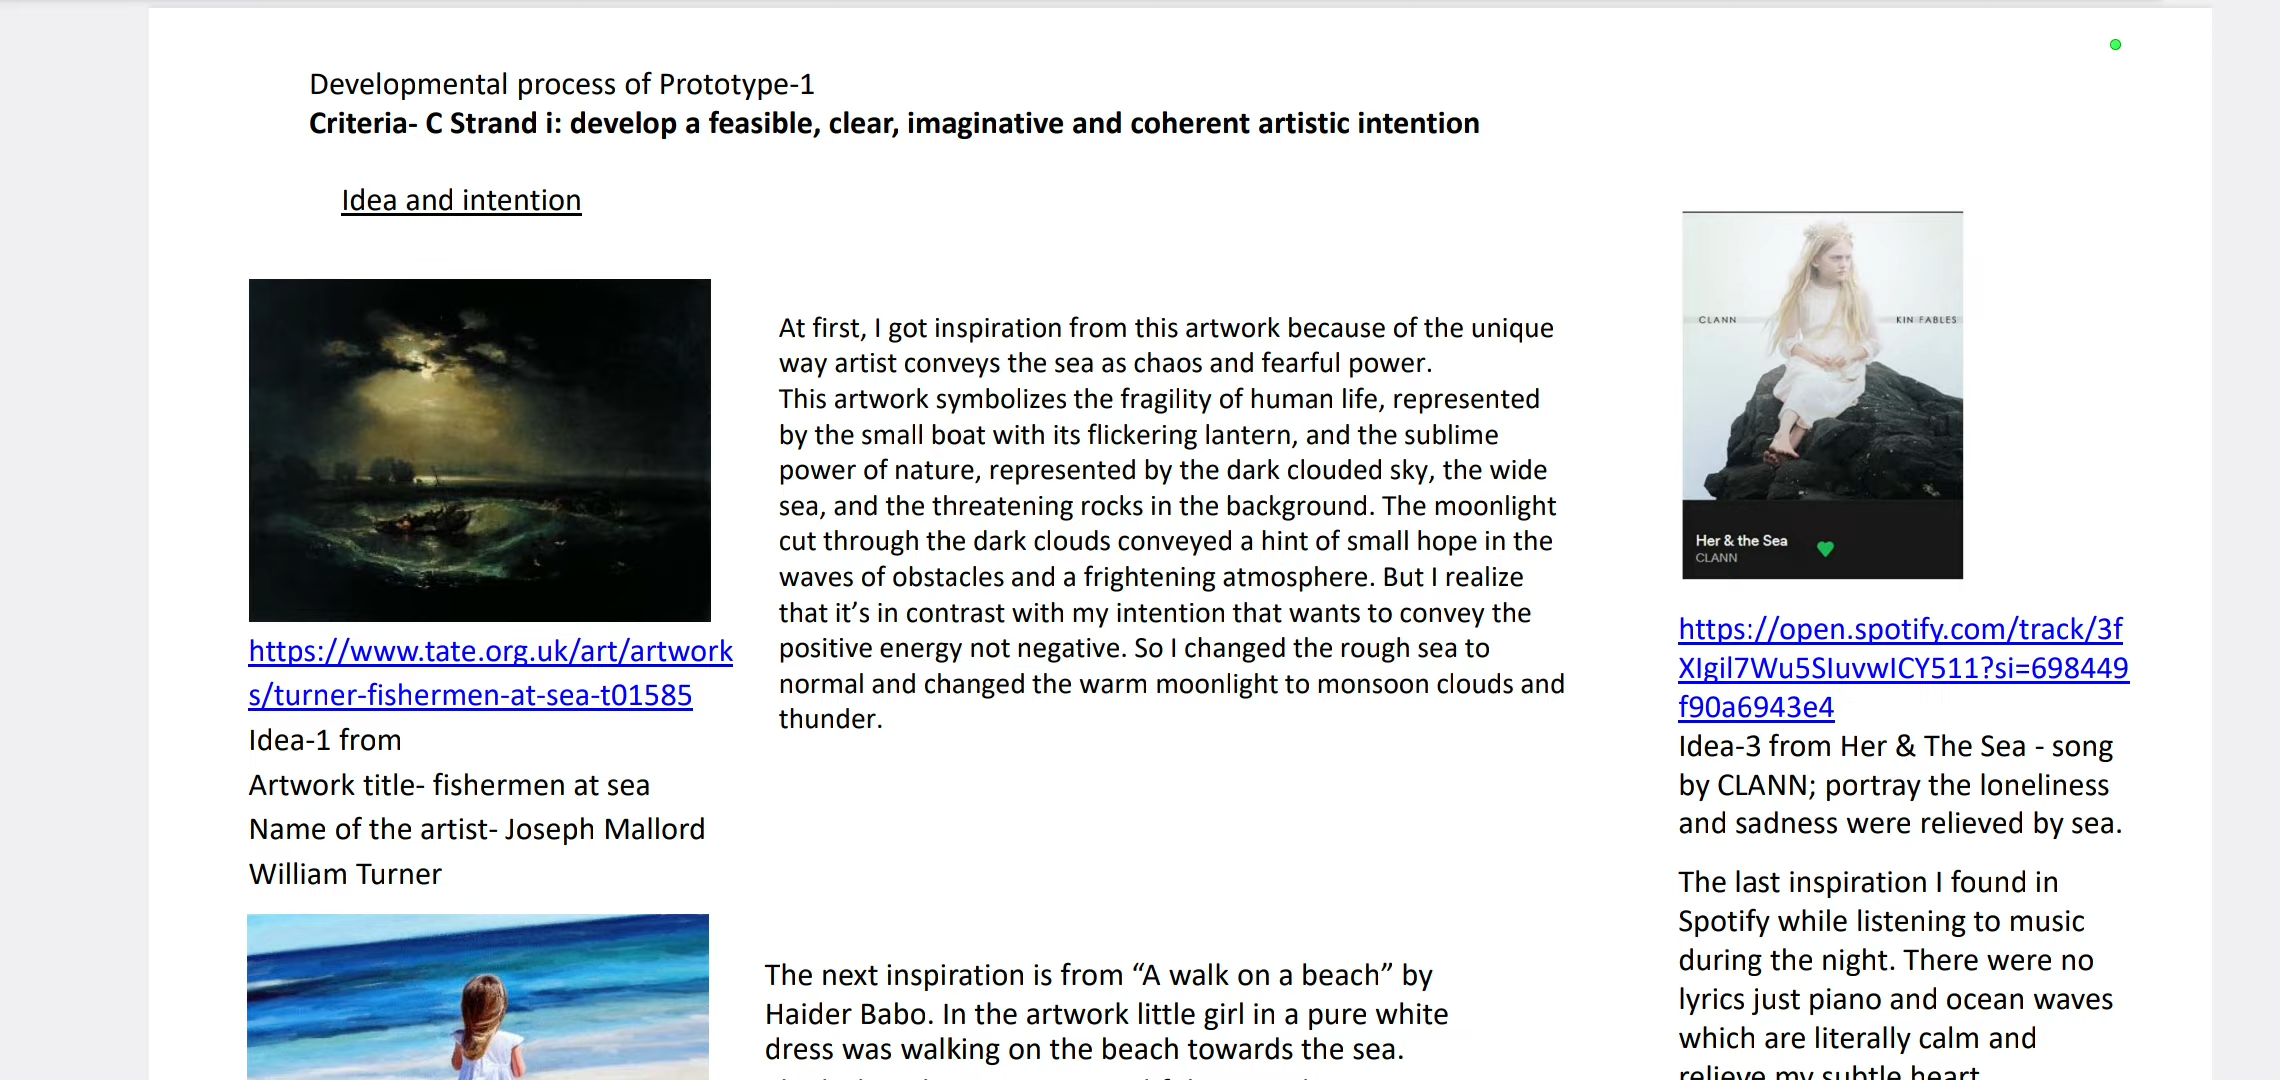 Developmental process of Prototype-1
Criteria- C Strand i: develop a feasible, clear, imaginative and coherent artistic intention
Idea and intention
At first, I got inspiration from this artwork because of the unique
way artist conveys the sea as chaos and fearful power.
This artwork symbolizes the fragility of human life, represented
by the small boat with its flickering lantern, and the sublime
power of nature, represented by the dark clouded sky, the wide
sea, and the threatening rocks in the background. The moonlight
cut through the dark clouds conveyed a hint of small hope in the
waves of obstacles and a frightening atmosphere. But I realize
that it’s in contrast with my intention that wants to convey the
positive energy not negative. So I changed the rough sea to
normal and changed the warm moonlight to monsoon clouds and
thunder.
https://www.tate.org.uk/art/artwork
s/turner-fishermen-at-sea-t01585
Idea-1 from
Artwork title- fishermen at sea
Name of the artist- Joseph Mallord
William Turner
The next inspiration is from “A walk on a beach” by
Haider Babo. In the artwork little girl in a pure white
dress was walking on the beach towards the sea.
CLANN
KIN FABLES
Her & the Sea
CLANN
https://open.spotify.com/track/3f
XIgil7Wu5SIuvwICY511?si=698449
f90a6943e4
Idea-3 from Her & The Sea - song
by CLANN; portray the loneliness
and sadness were relieved by sea.
The last inspiration I found in
Spotify while listening to music
during the night. There were no
lyrics just piano and ocean waves
which are literally calm and
relieve my subtle heart